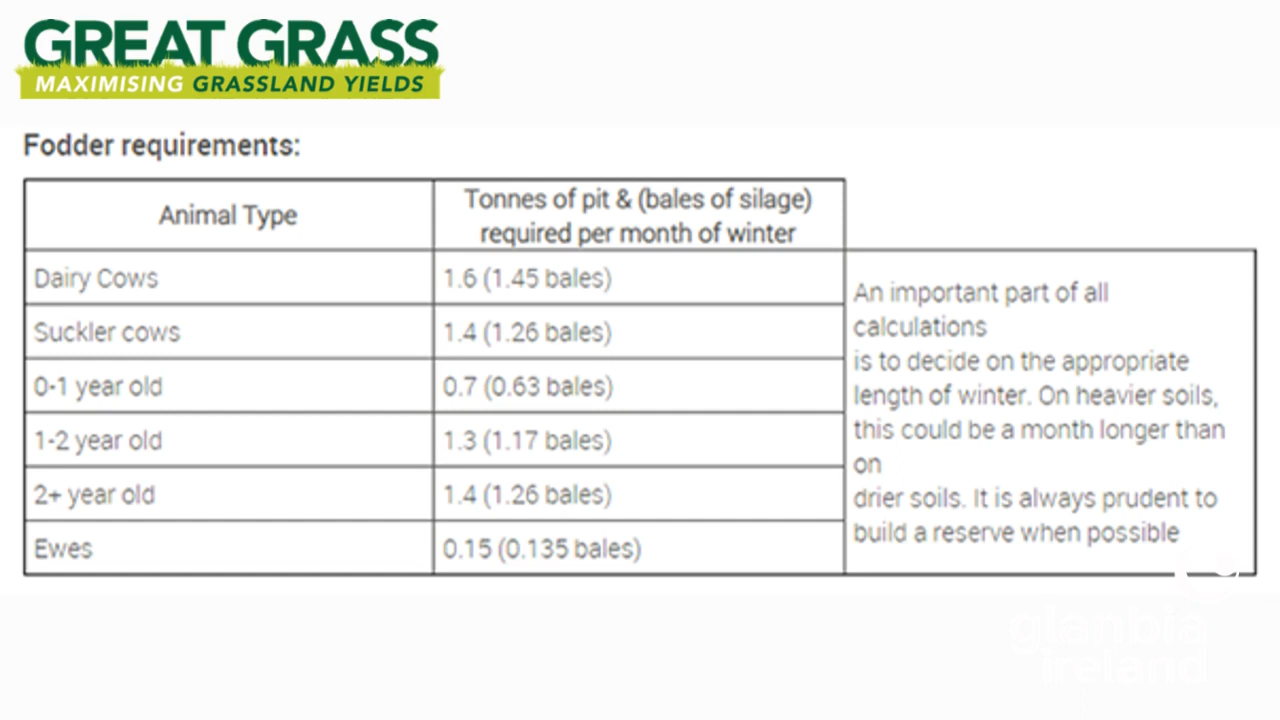 GREAT GRASS
MAXIMISING GRASSLAND YIELDS
Fodder requirements:
Animal Type
Tonnes of pit & (bales of silage)
required per month of winter
Dairy Cows
1.6 (1.45 bales)
Suckler cows
1.4 (1.26 bales)
0-1 year old
0.7 (0.63 bales)
1-2 year old
1.3 (1.17 bales)
2+ year old
1.4 (1.26 bales)
Ewes
0.15 (0.135 bales)
An important part of all
calculations
is to decide on the appropriate
length of winter. On heavier soils,
this could be a month longer than
on
drier soils. It is always prudent to
build a reserve when possible
glanbia
ireland